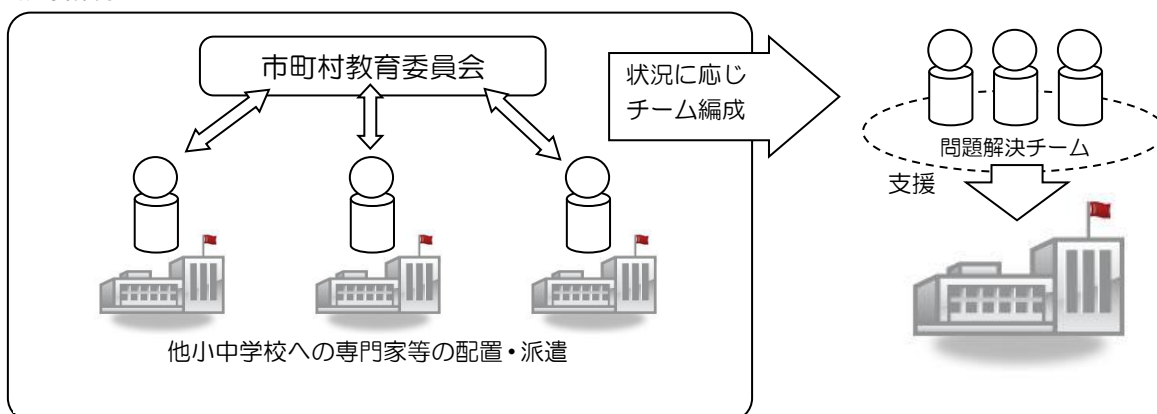 市町村教育委員会
状況に応じ
チーム編成
問題解決チーム
支援
他小中学校への専門家等の配置・派遣